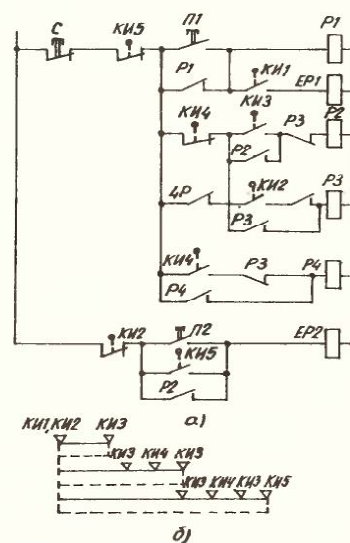 С КИ5 П1 Р1
Р1 КИ1 ЕР1
КИ4 КИ3 Р3 Р2
Р2
4Р КИ2 Р3
Р3
КИ4 Р3 Р4
Р4
КИ2 П2 ЕР2
КИ5
Р2
а)
КИ1, КИ2 КИ3
КИ3 КИ4 КИ3
КИ3 КИ4 КИ3 КИ5
б)